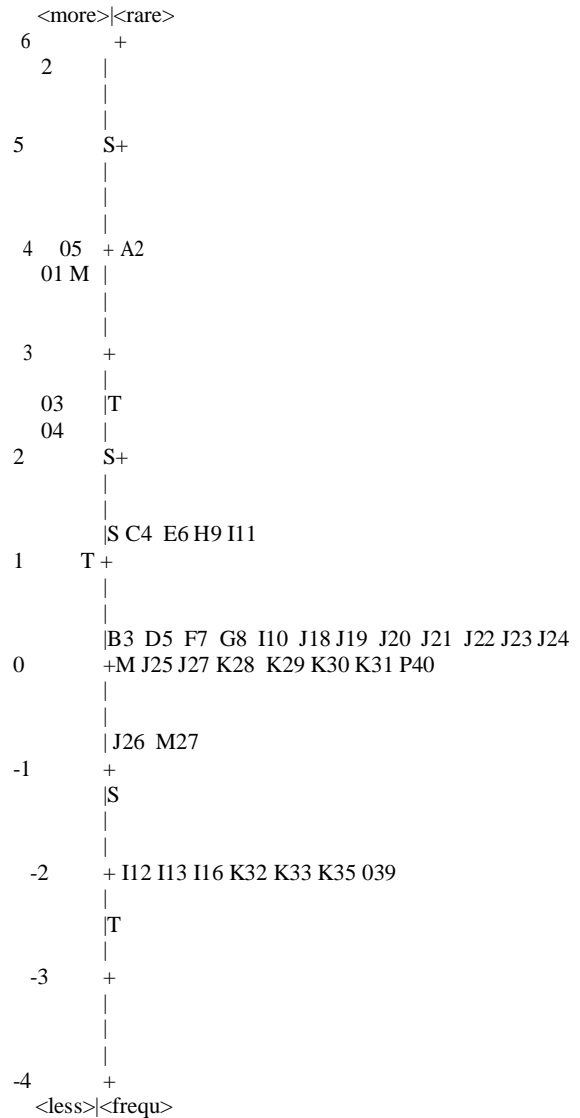 <more>|<rare>
6 +
2 |
|
|
5 S+
|
|
|
4 05 + A2
01 M |
|
|
3 +
|
03 |T
04 |
2 S+
|
|
|S C4 E6 H9 I11
1 T +
|
|
|B3 D5 F7 G8 I10 J18 J19 J20 J21 J22 J23 J24
0 +M J25 J27 K28 K29 K30 K31 P40
|
|
| J26 M27
-1 +
|S
|
|
-2 + I12 I13 I16 K32 K33 K35 039
|
|T
|
-3 +
|
|
|
-4 +
<less>|<frequ>